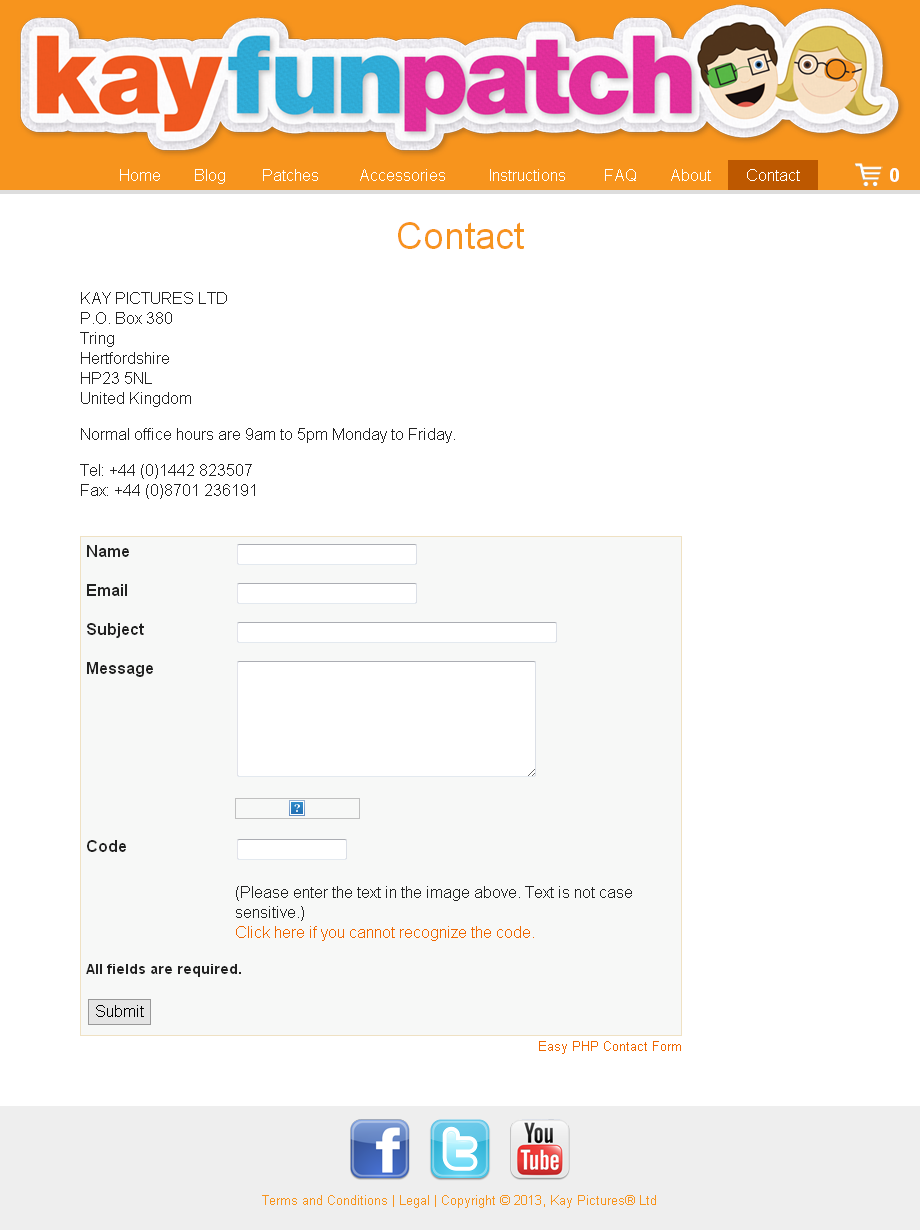 kayfunpatch
Home Blog Patches Accessories Instructions FAQ About Contact 0
Contact
KAY PICTURES LTD
P.O. Box 380
Tring
Hertfordshire
HP23 5NL
United Kingdom
Normal office hours are 9am to 5pm Monday to Friday.
Tel: +44 (0)1442 823507
Fax: +44 (0)8701 236191
Name
Email
Subject
Message
?
Code
(Please enter the text in the image above. Text is not case
sensitive.)
Click here if you cannot recognize the code.
All fields are required.
Submit
Easy PHP Contact Form
f t You
Tube
Terms and Conditions | Legal | Copyright © 2013, Kay Pictures® Ltd